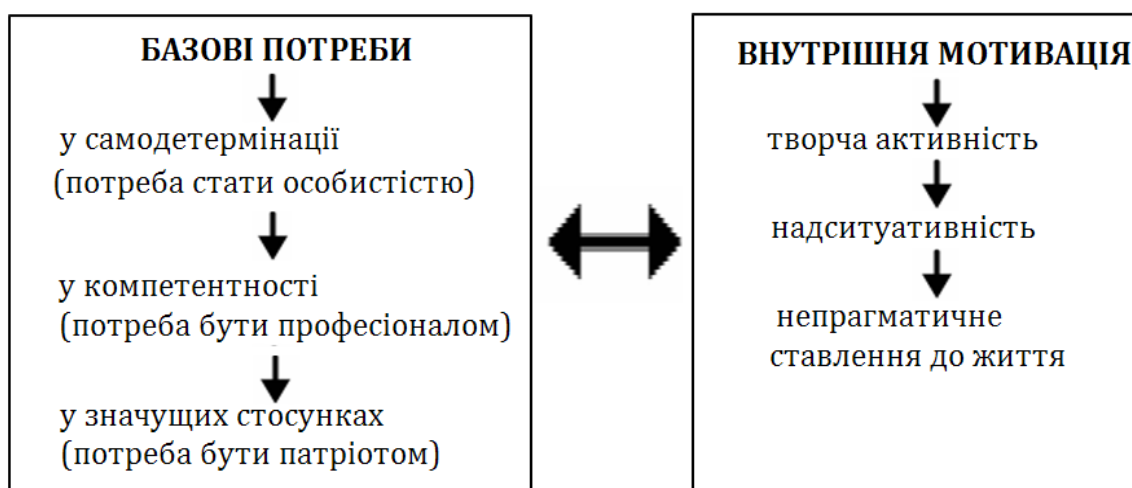 БАЗОВІ ПОТРЕБИ
у самодетермінації
(потреба стати особистістю)
у компетентності
(потреба бути професіоналом)
у значущих стосунках
(потреба бути патріотом)
ВНУТРІШНЯ МОТИВАЦІЯ
творча активність
надситуативність
непрагматичне
ставлення до життя